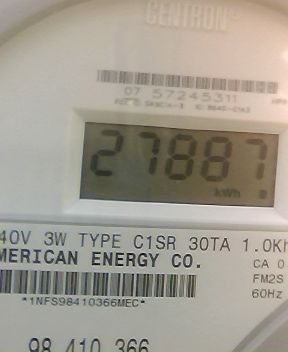 CENTRON
07 57245311
27887
kWh
40V 3W TYPE C1SR 30TA 1.0Kh
MERICAN ENERGY CO.
CA 0
FM2S
*1NFS98410366MEC*
60Hz
98 410 366